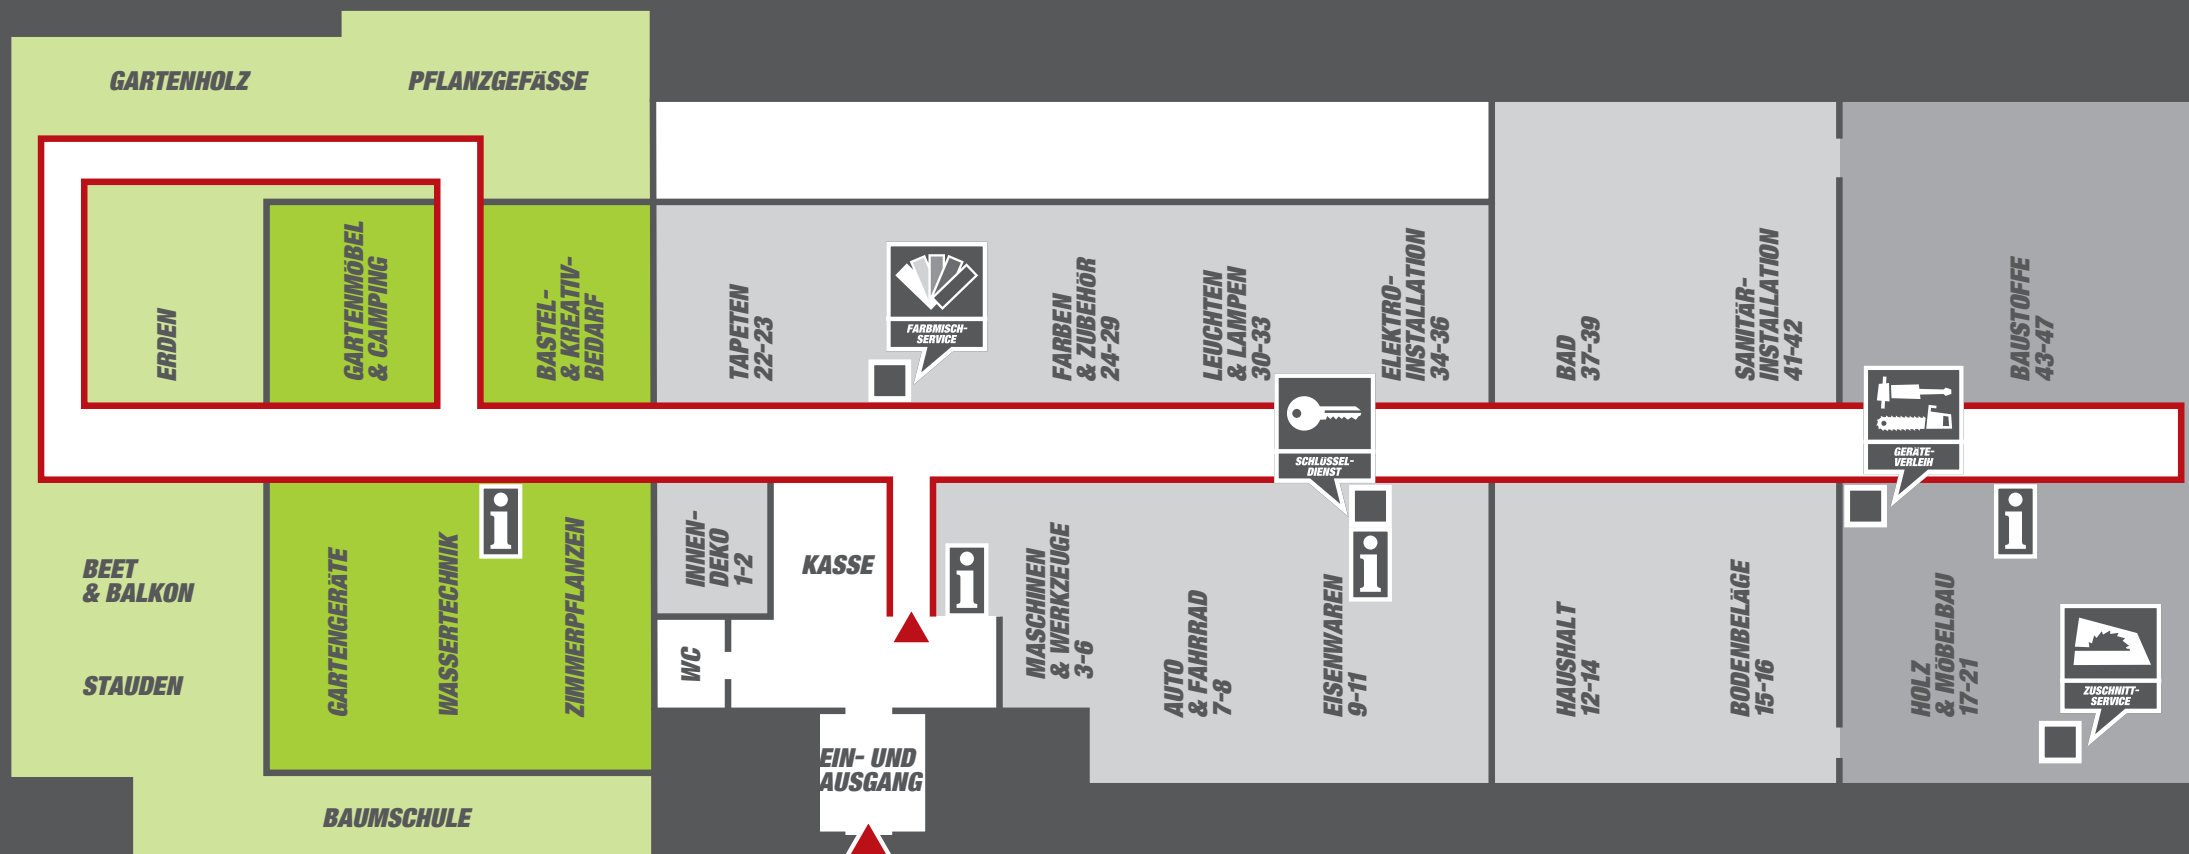 GARTENHOLZ
PFLANZGEFÄSSE
ERDEN
GARTENMÖBEL
& CAMPING
BASTEL-
& KREATIV-
BEDARF
TAPETEN
22-23
FARBMISCH-
SERVICE
FARBEN
& ZUBEHÖR
24-29
LEUCHTEN
& LAMPEN
30-33
ELEKTRO-
INSTALLATION
34-36
BAD
37-39
SANITÄR-
INSTALLATION
41-42
BAUSTOFFE
43-47
SCHLÜSSEL-
DIENST
GERÄTE-
VERLEIH
BEET
& BALKON
STAUDEN
GARTENGERÄTE
WASSERTECHNIK
i
ZIMMERPFLANZEN
INNEN-
DEKO
1-2
WC
KASSE
i
MASCHINEN
& WERKZEUGE
3-6
AUTO
& FAHRRAD
7-8
EISENWAREN
9-11
i
HAUSHALT
12-14
BODENBELÄGE
15-16
HOLZ
& MÖBELBAU
17-21
i
ZUSCHNITT-
SERVICE
EIN- UND
AUSGANG
BAUMSCHULE